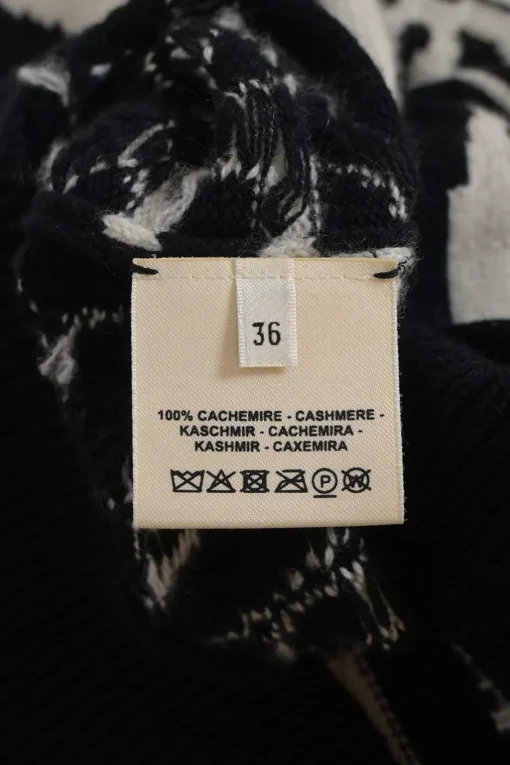 36
100% CACHEMIRE - CASHMERE -
KASCHMIR - CACHEMIRA -
KASHMIR - CAXEMIRA
P W